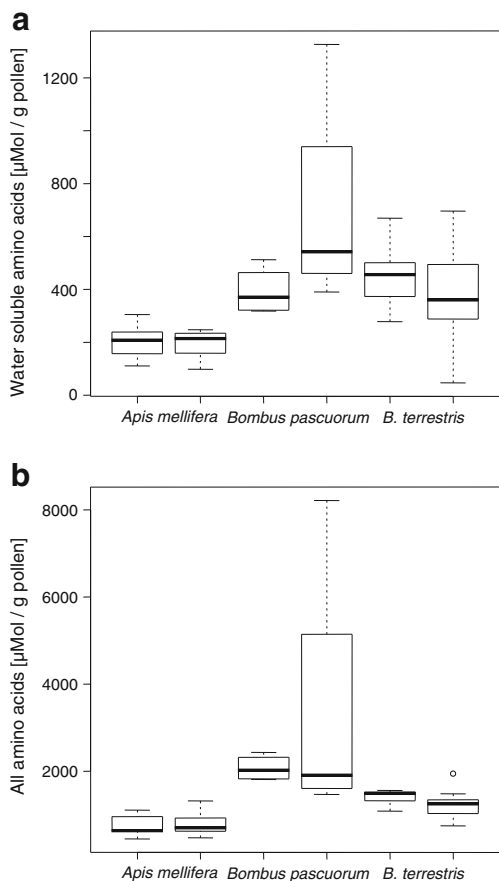 a
Water soluble amino acids [µMol / g pollen]
1200
800
400
0
Apis mellifera Bombus pascuorum B. terrestris
b
All amino acids [µMol / g pollen]
8000
6000
4000
2000
Apis mellifera Bombus pascuorum B. terrestris